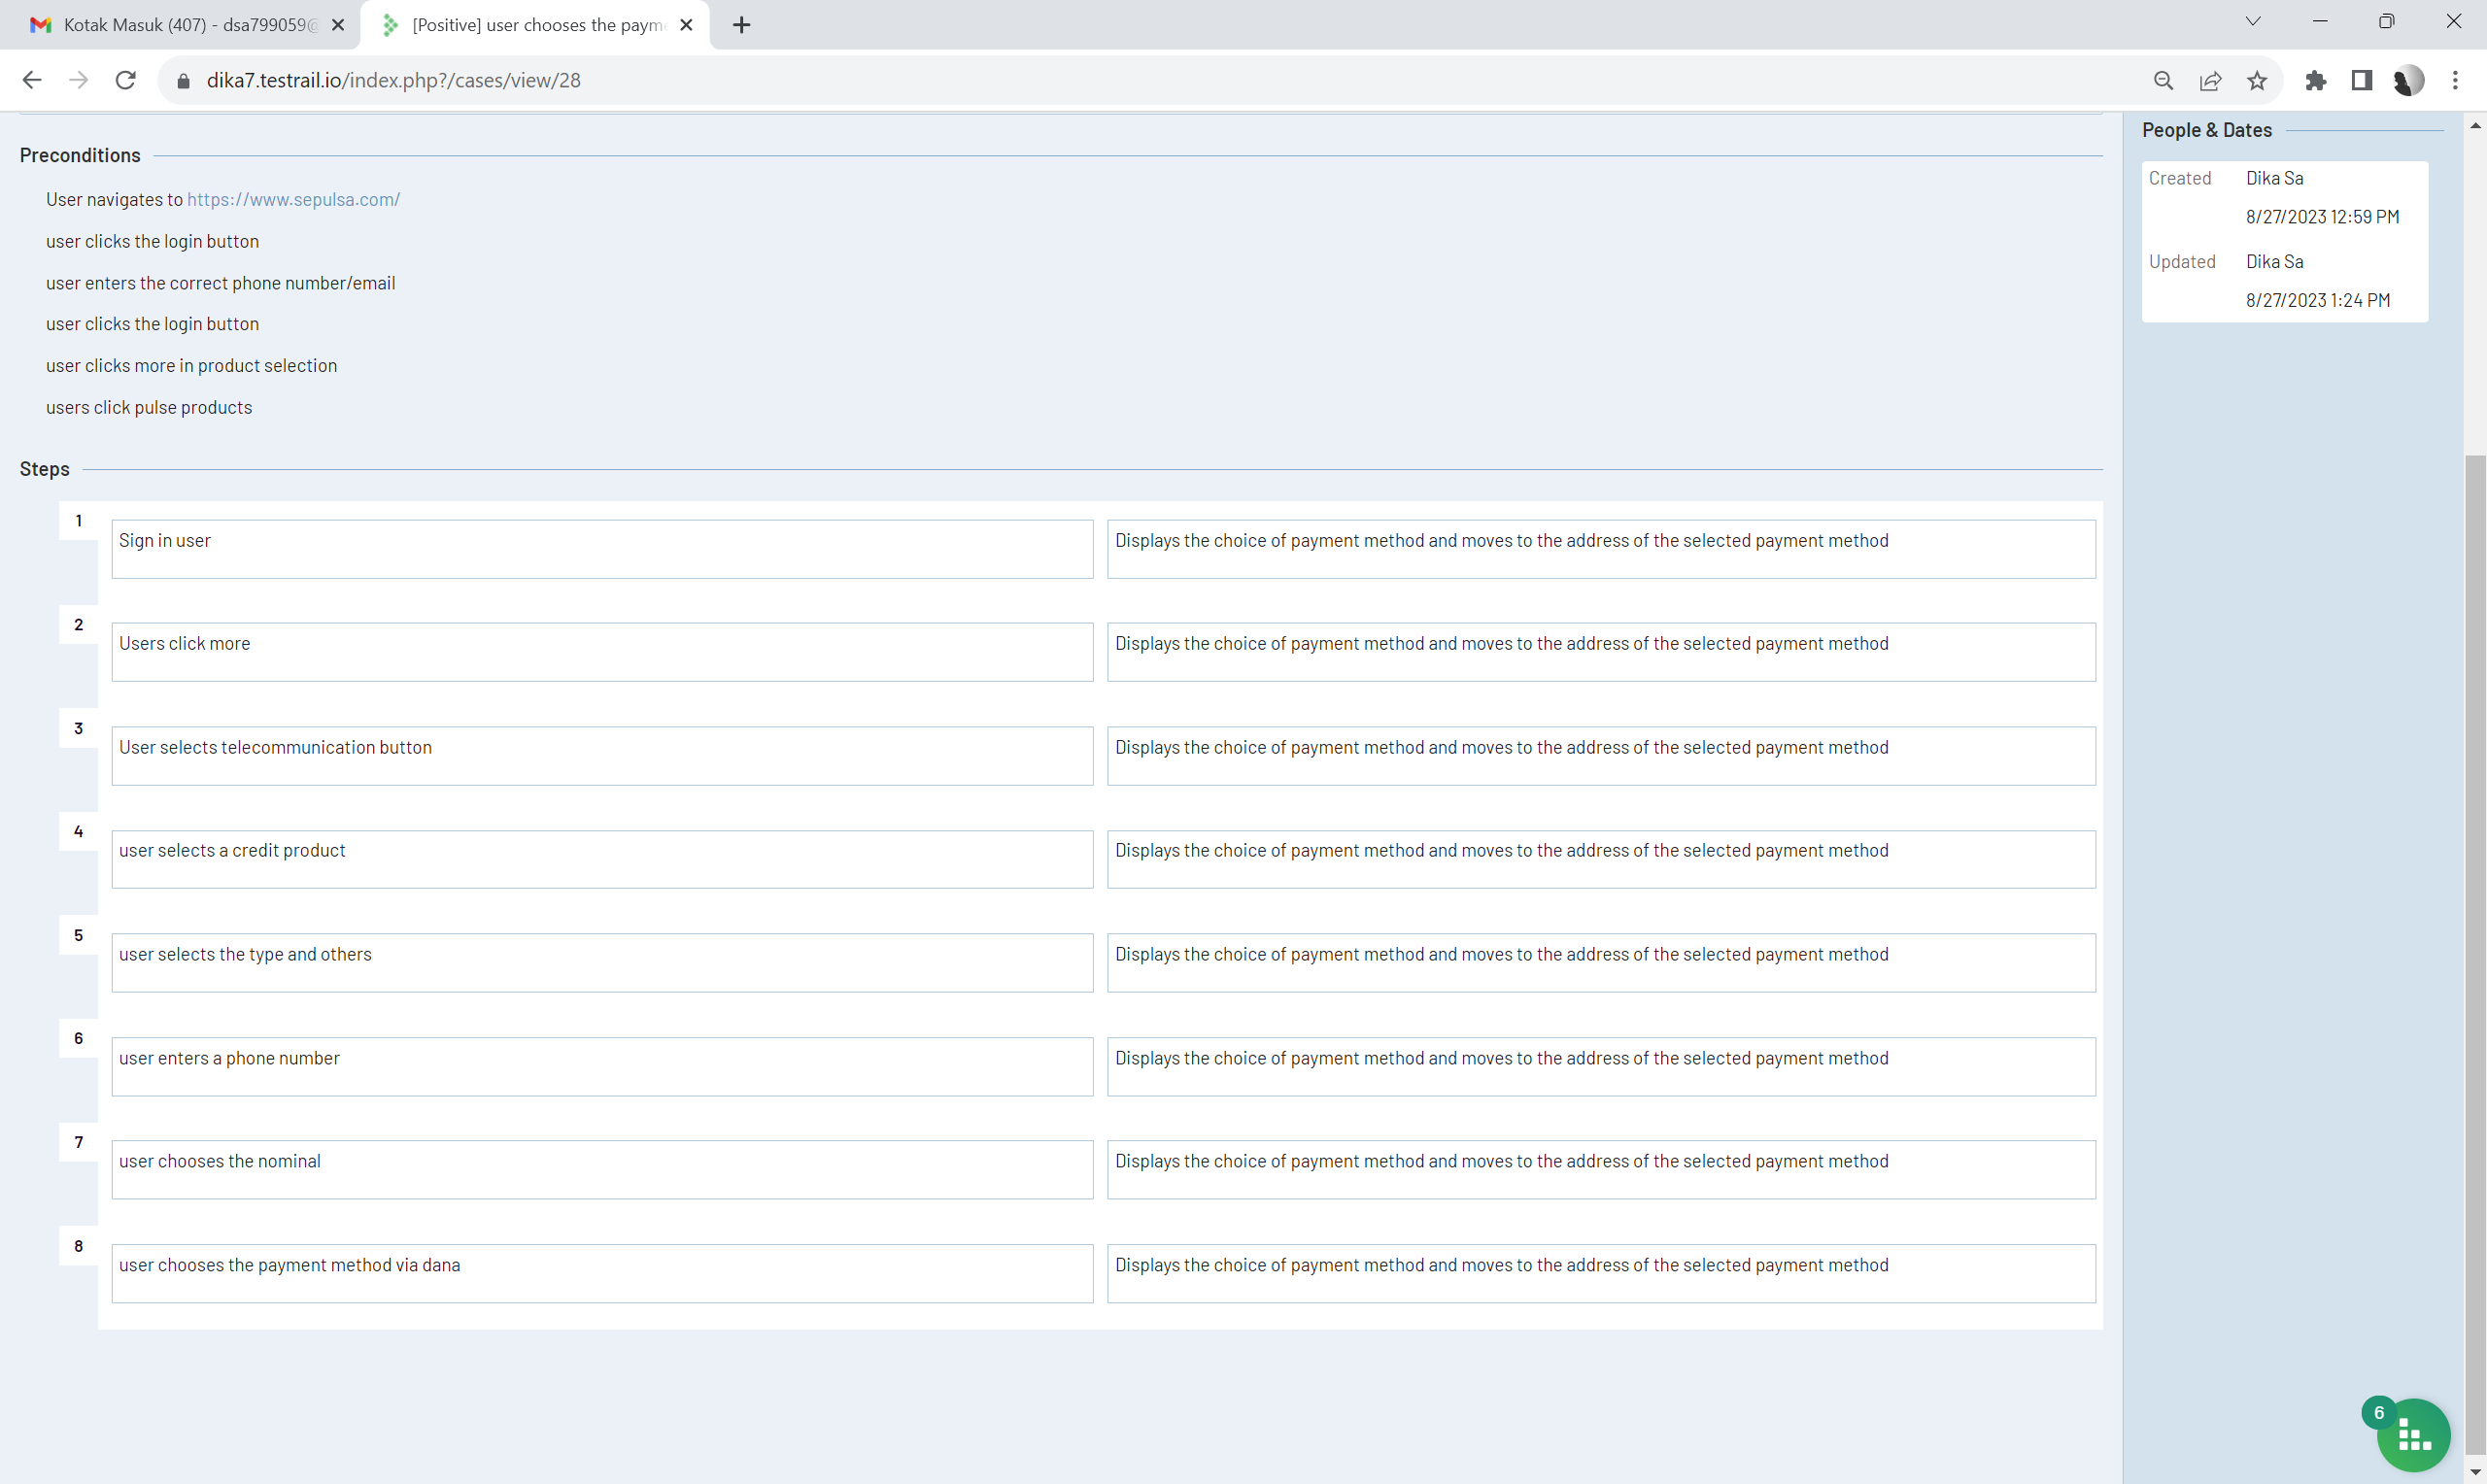 Kotak Masuk (407) - dsa799059@
[Positive] user chooses the paym
dika7.testrail.io/index.php?/cases/view/28
Preconditions
User navigates to https://www.sepulsa.com/
user clicks the login button
user enters the correct phone number/email
user clicks the login button
user clicks more in product selection
users click pulse products
Steps
1
Sign in user
Displays the choice of payment method and moves to the address of the selected payment method
2
Users click more
Displays the choice of payment method and moves to the address of the selected payment method
3
User selects telecommunication button
Displays the choice of payment method and moves to the address of the selected payment method
4
user selects a credit product
Displays the choice of payment method and moves to the address of the selected payment method
5
user selects the type and others
Displays the choice of payment method and moves to the address of the selected payment method
6
user enters a phone number
Displays the choice of payment method and moves to the address of the selected payment method
7
user chooses the nominal
Displays the choice of payment method and moves to the address of the selected payment method
8
user chooses the payment method via dana
Displays the choice of payment method and moves to the address of the selected payment method
People & Dates
Created Dika Sa
8/27/2023 12:59 PM
Updated Dika Sa
8/27/2023 1:24 PM
6